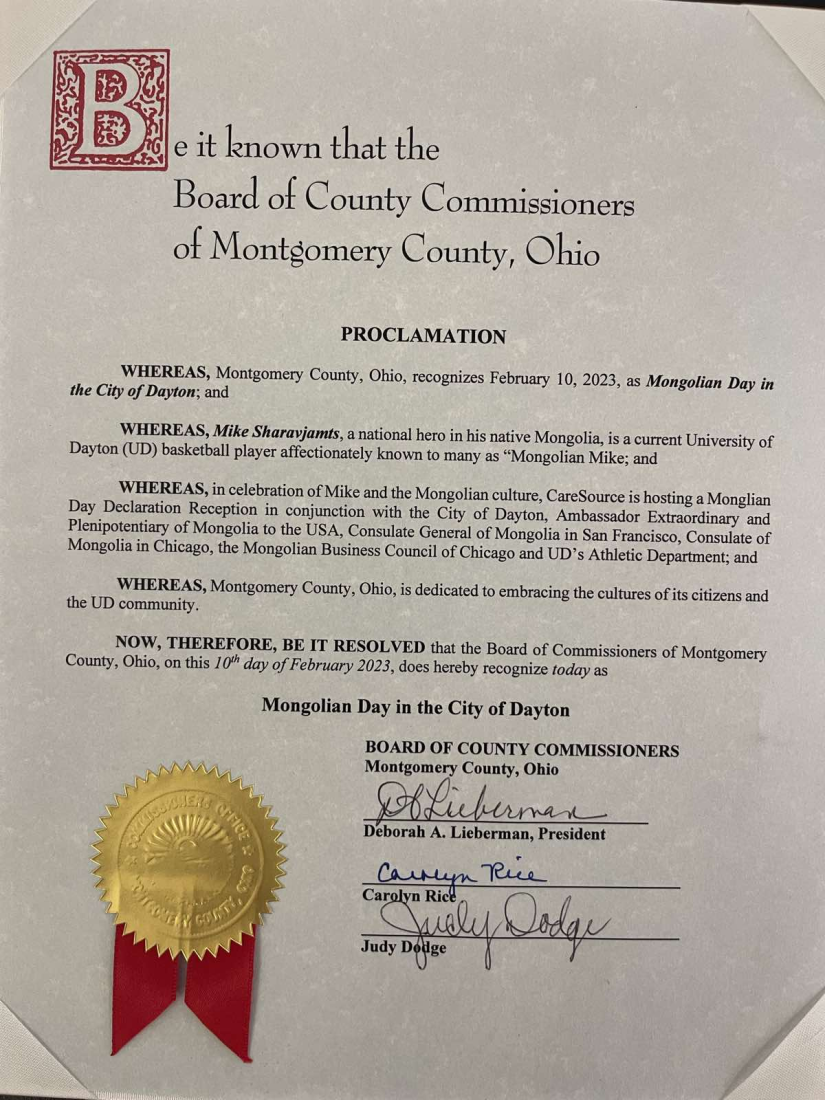 Be it known that the
Board of County Commissioners
of Montgomery County, Ohio
PROCLAMATION
WHEREAS, Montgomery County, Ohio, recognizes February 10, 2023, as Mongolian Day in
the City of Dayton; and
WHEREAS, Mike Sharavjamts, a national hero in his native Mongolia, is a current University of
Dayton (UD) basketball player affectionately known to many as “Mongolian Mike; and
WHEREAS, in celebration of Mike and the Mongolian culture, CareSource is hosting a Monglian
Day Declaration Reception in conjunction with the City of Dayton, Ambassador Extraordinary and
Plenipotentiary of Mongolia to the USA, Consulate General of Mongolia in San Francisco, Consulate of
Mongolia in Chicago, the Mongolian Business Council of Chicago and UD’s Athletic Department; and
WHEREAS, Montgomery County, Ohio, is dedicated to embracing the cultures of its citizens and
the UD community.
NOW, THEREFORE, BE IT RESOLVED that the Board of Commissioners of Montgomery
County, Ohio, on this 10th day of February 2023, does hereby recognize today as
Mongolian Day in the City of Dayton
BOARD OF COUNTY COMMISSIONERS
Montgomery County, Ohio
DALieberman
Deborah A. Lieberman, President
Carolyn Rice
Carolyn Rice
Judy Dodge
Judy Dodge
COMMISSIONERS OFFICE
MONTGOMERY COUNTY, OHIO